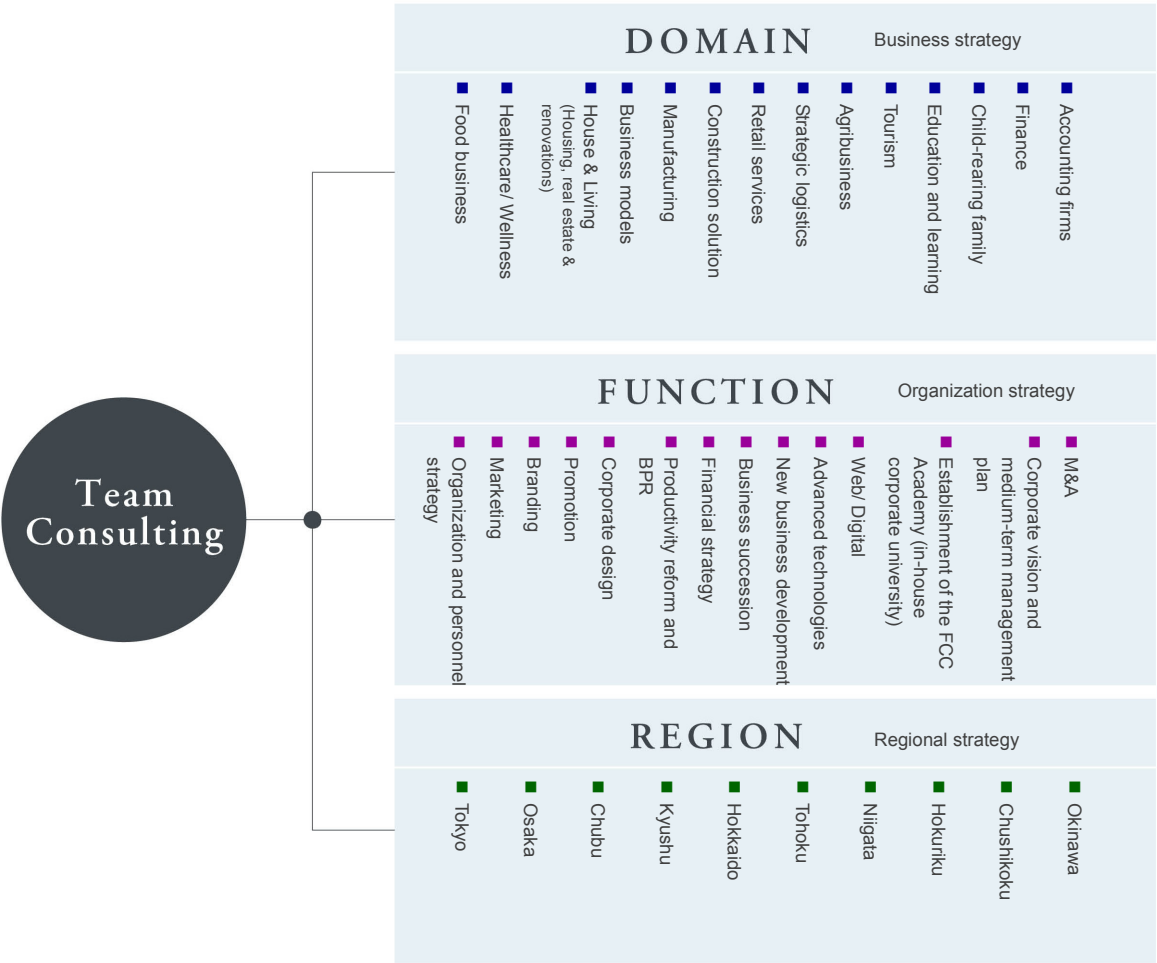 Team
Consulting
DOMAIN
Business strategy
Food business
Healthcare/ Wellness
House & Living
(Housing, real estate &
renovations)
Business models
Manufacturing
Construction solution
Retail services
Strategic logistics
Agribusiness
Tourism
Education and learning
Child-rearing family
Finance
Accounting firms
FUNCTION
Organization strategy
Organization and personnel
strategy
Marketing
Branding
Promotion
Corporate design
Productivity reform and
BPR
Financial strategy
Business succession
New business development
Advanced technologies
Web/ Digital
Establishment of the FCC
Academy (in-house
corporate university)
Corporate vision and
medium-term management
plan
M&A
REGION
Regional strategy
Tokyo
Osaka
Chubu
Kyushu
Hokkaido
Tohoku
Niigata
Hokuriku
Chushikoku
Okinawa